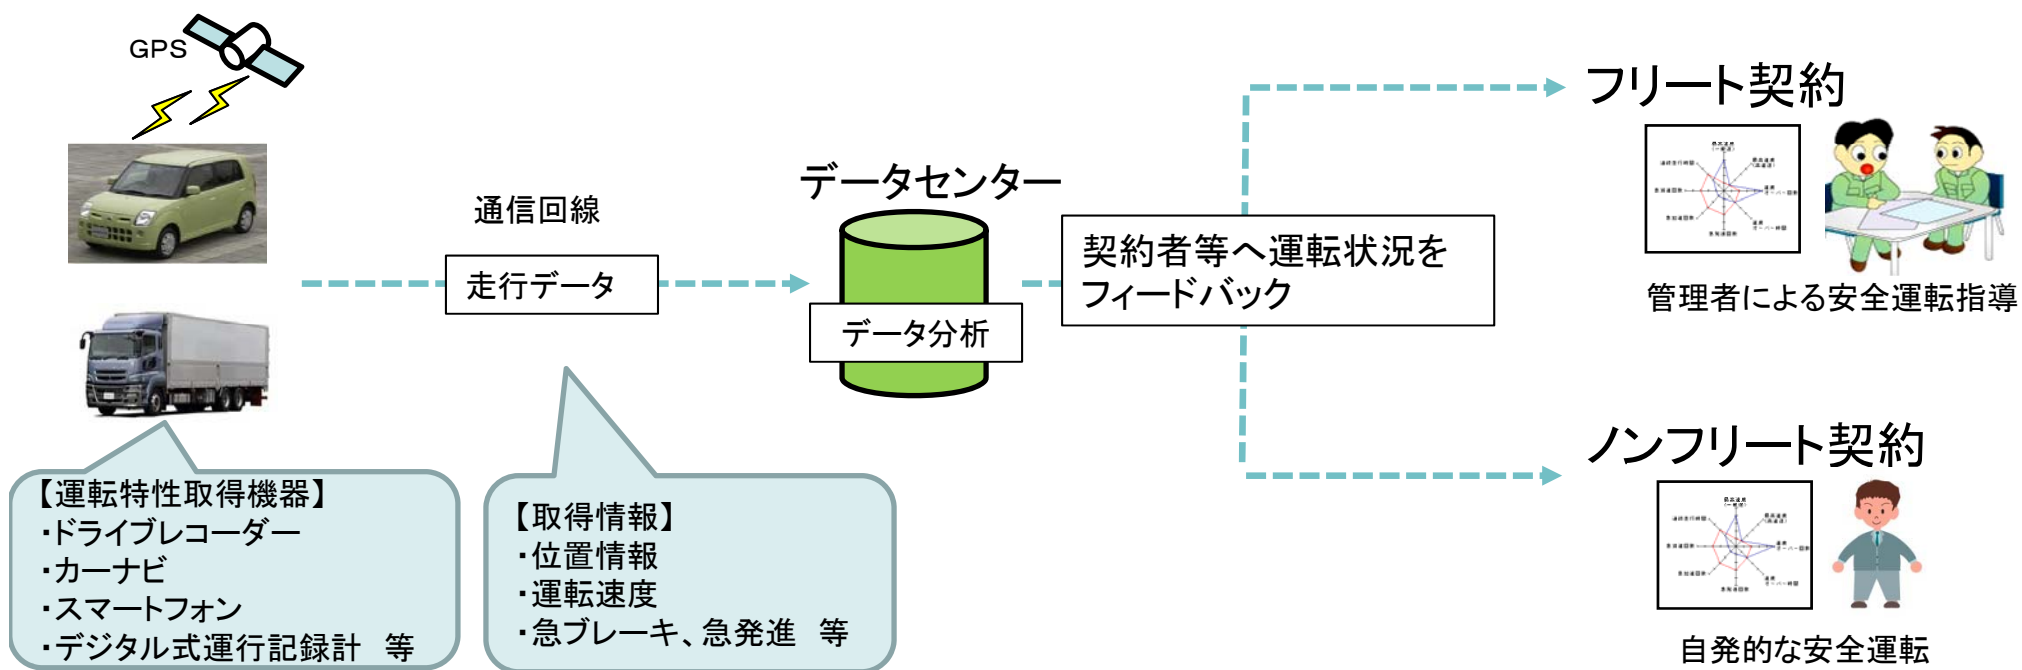 GPS
通信回線
走行データ
データセンター
データ分析
契約者等へ運転状況を
フィードバック
フリート契約
管理者による安全運転指導
ノンフリート契約
自発的な安全運転
【運転特性取得機器】
・ドライブレコーダー
・カーナビ
・スマートフォン
・デジタル式運行記録計 等
【取得情報】
・位置情報
・運転速度
・急ブレーキ、急発進 等